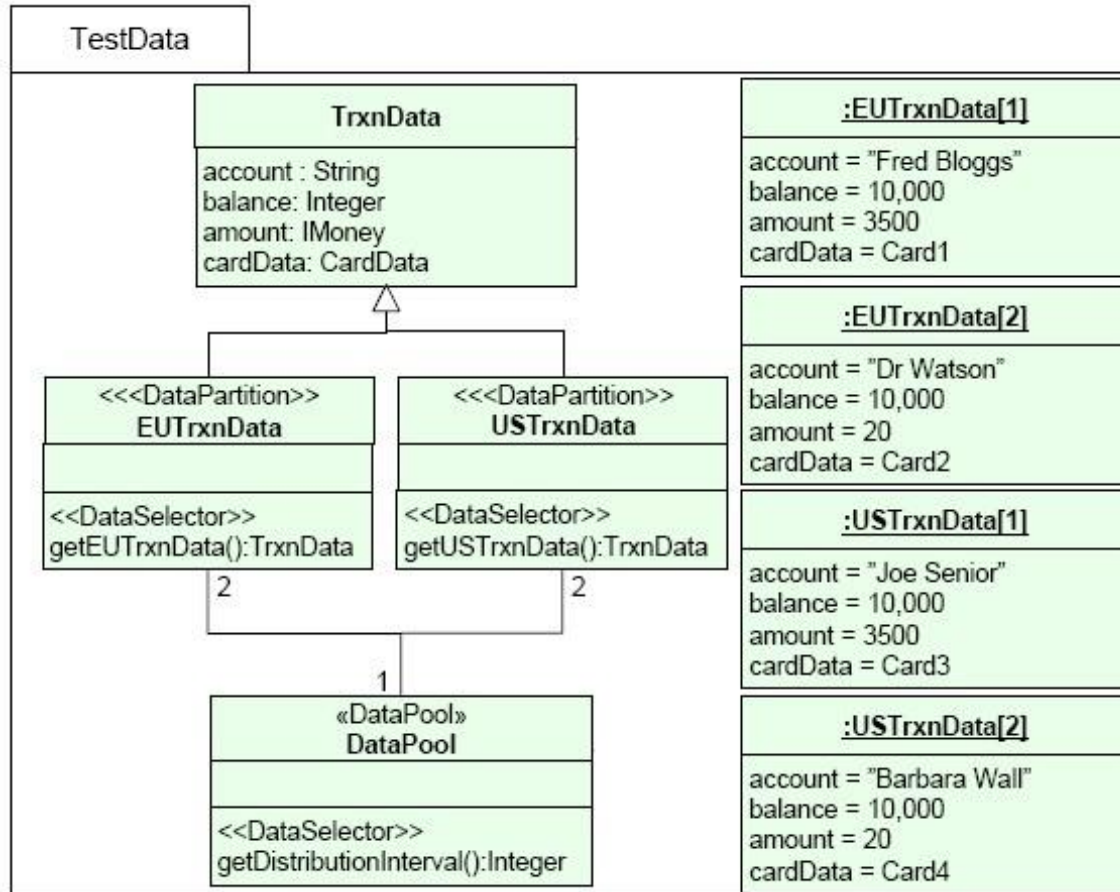 TestData
TrxnData
account : String
balance: Integer
amount: IMoney
cardData: CardData
<<<DataPartition>>
EUTrxnData
<<DataSelector>>
getEUTrxnData():TrxnData
2
<<<DataPartition>>
USTrxnData
<<DataSelector>>
getUSTrxnData():TrxnData
2
1
«DataPool»
DataPool
<<DataSelector>>
getDistributionInterval():Integer
:EUTrxnData[1]
account = ”Fred Bloggs”
balance = 10,000
amount = 3500
cardData = Card1
:EUTrxnData[2]
account = ”Dr Watson”
balance = 10,000
amount = 20
cardData = Card2
:USTrxnData[1]
account = ”Joe Senior”
balance = 10,000
amount = 3500
cardData = Card3
:USTrxnData[2]
account = ”Barbara Wall”
balance = 10,000
amount = 20
cardData = Card4